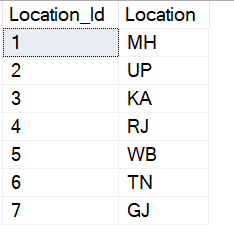 Location_Id Location
1 MH
2 UP
3 KA
4 RJ
5 WB
6 TN
7 GJ